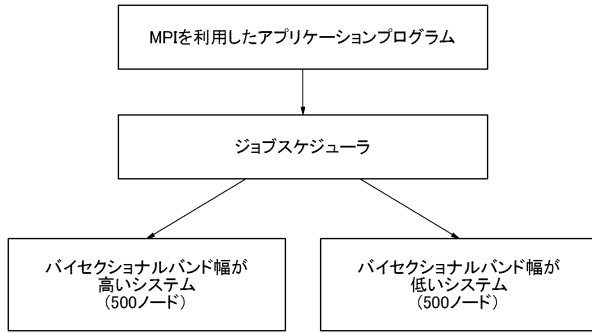 MPIを利用したアプリケーションプログラム
ジョブスケジューラ
バイセクショナルバンド幅が
高いシステム
(500ノード)
バイセクショナルバンド幅が
低いシステム
(500ノード)